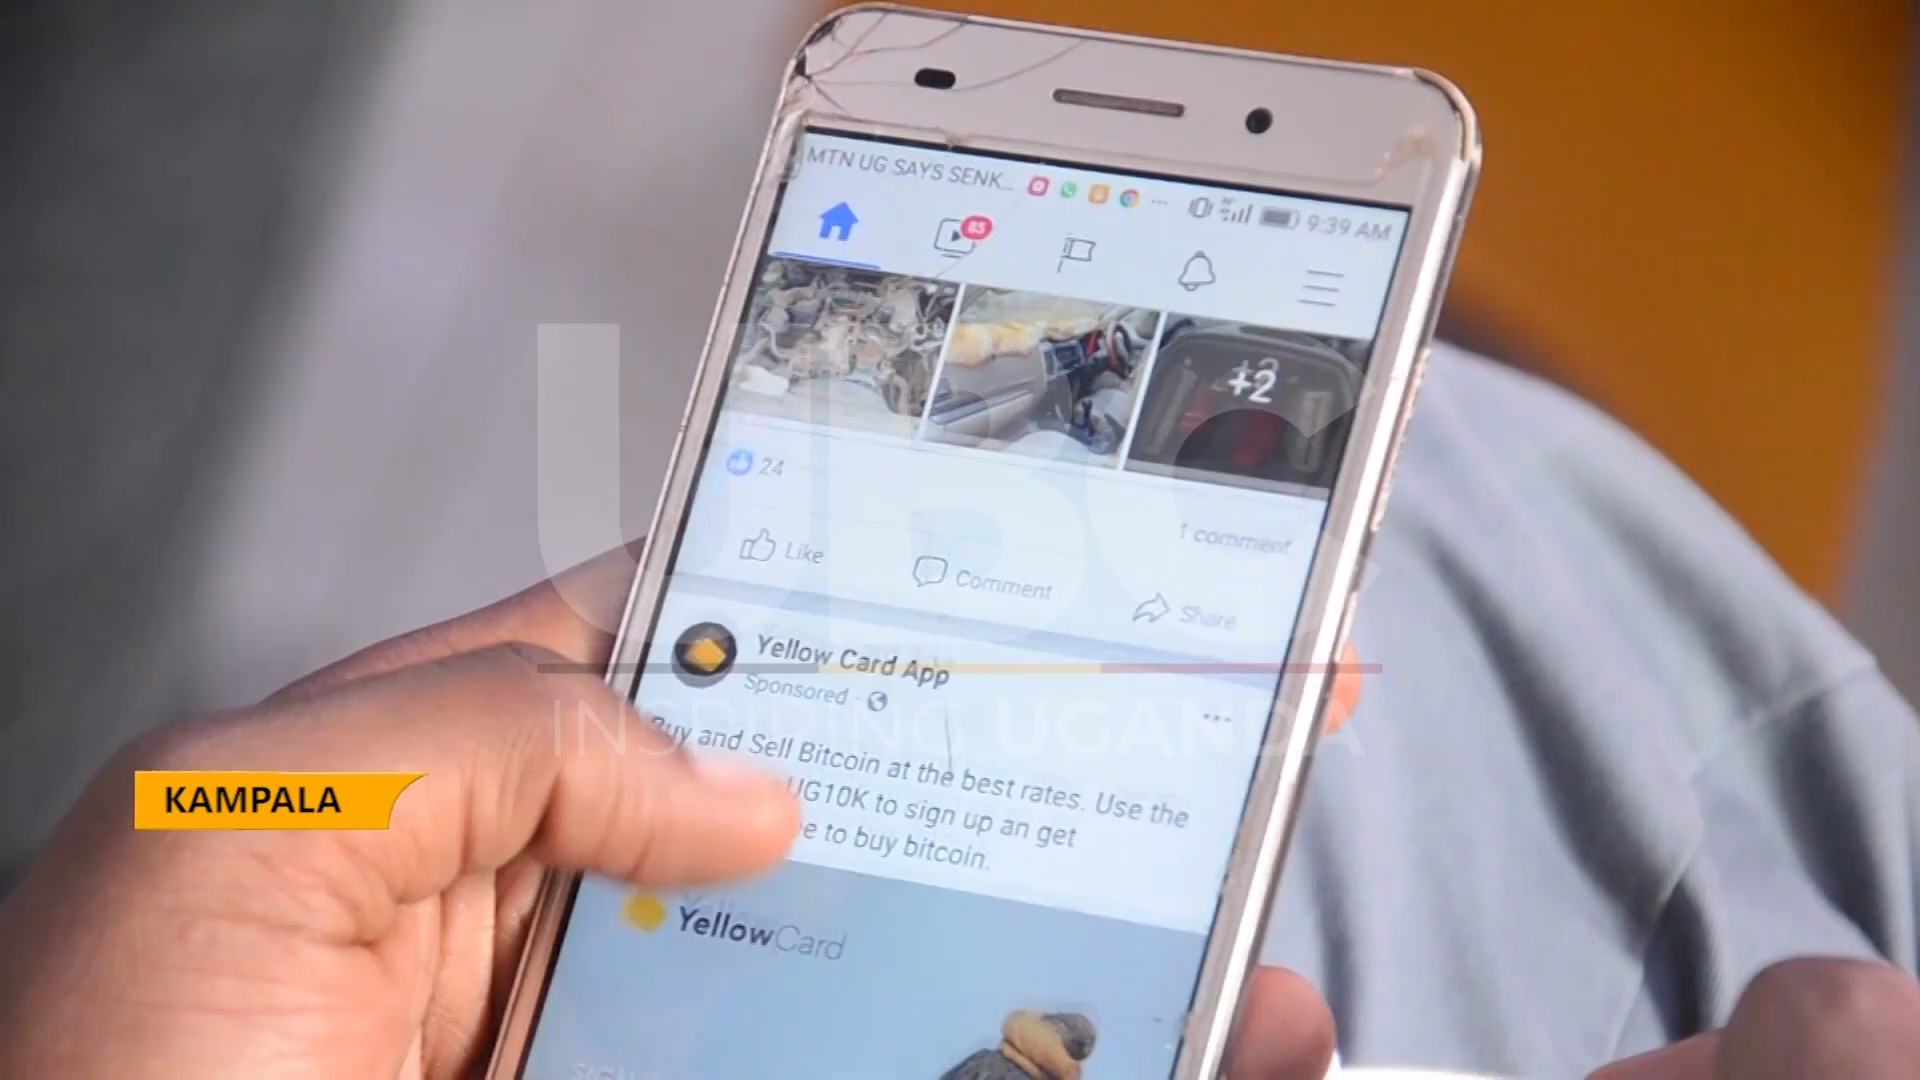 MTN UG SAYS SENK...
9:39 AM
85
+2
24
1 comment
Like
Comment
Share
Yellow Card App
Sponsored
Buy and Sell Bitcoin at the best rates. Use the
UG10K to sign up an get
to buy bitcoin.
YellowCard
UBC
INSPIRING UGANDA
KAMPALA